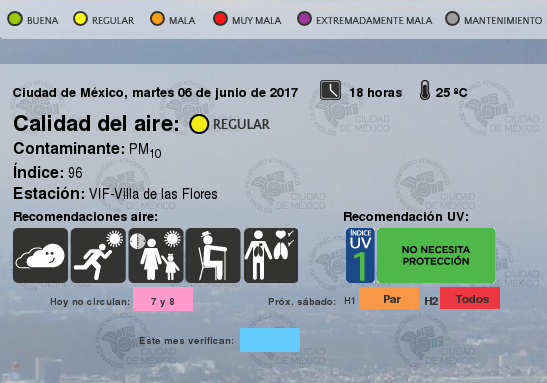 BUENA REGULAR MALA MUY MALA EXTREMADAMENTE MALA MANTENIMIENTO
Ciudad de México, martes 06 de junio de 2017 18 horas 25 ºC
Calidad del aire: REGULAR
Contaminante: PM10
Índice: 96
Estación: VIF-Villa de las Flores
Recomendaciones aire: Recomendación UV:
ÍNDICE
UV
1
NO NECESITA
PROTECCIÓN
Hoy no circulan: 7 y 8 Próx. sábado: H1 Par H2 Todos
Este mes verifican:
CIUDAD
DE MÉXICO